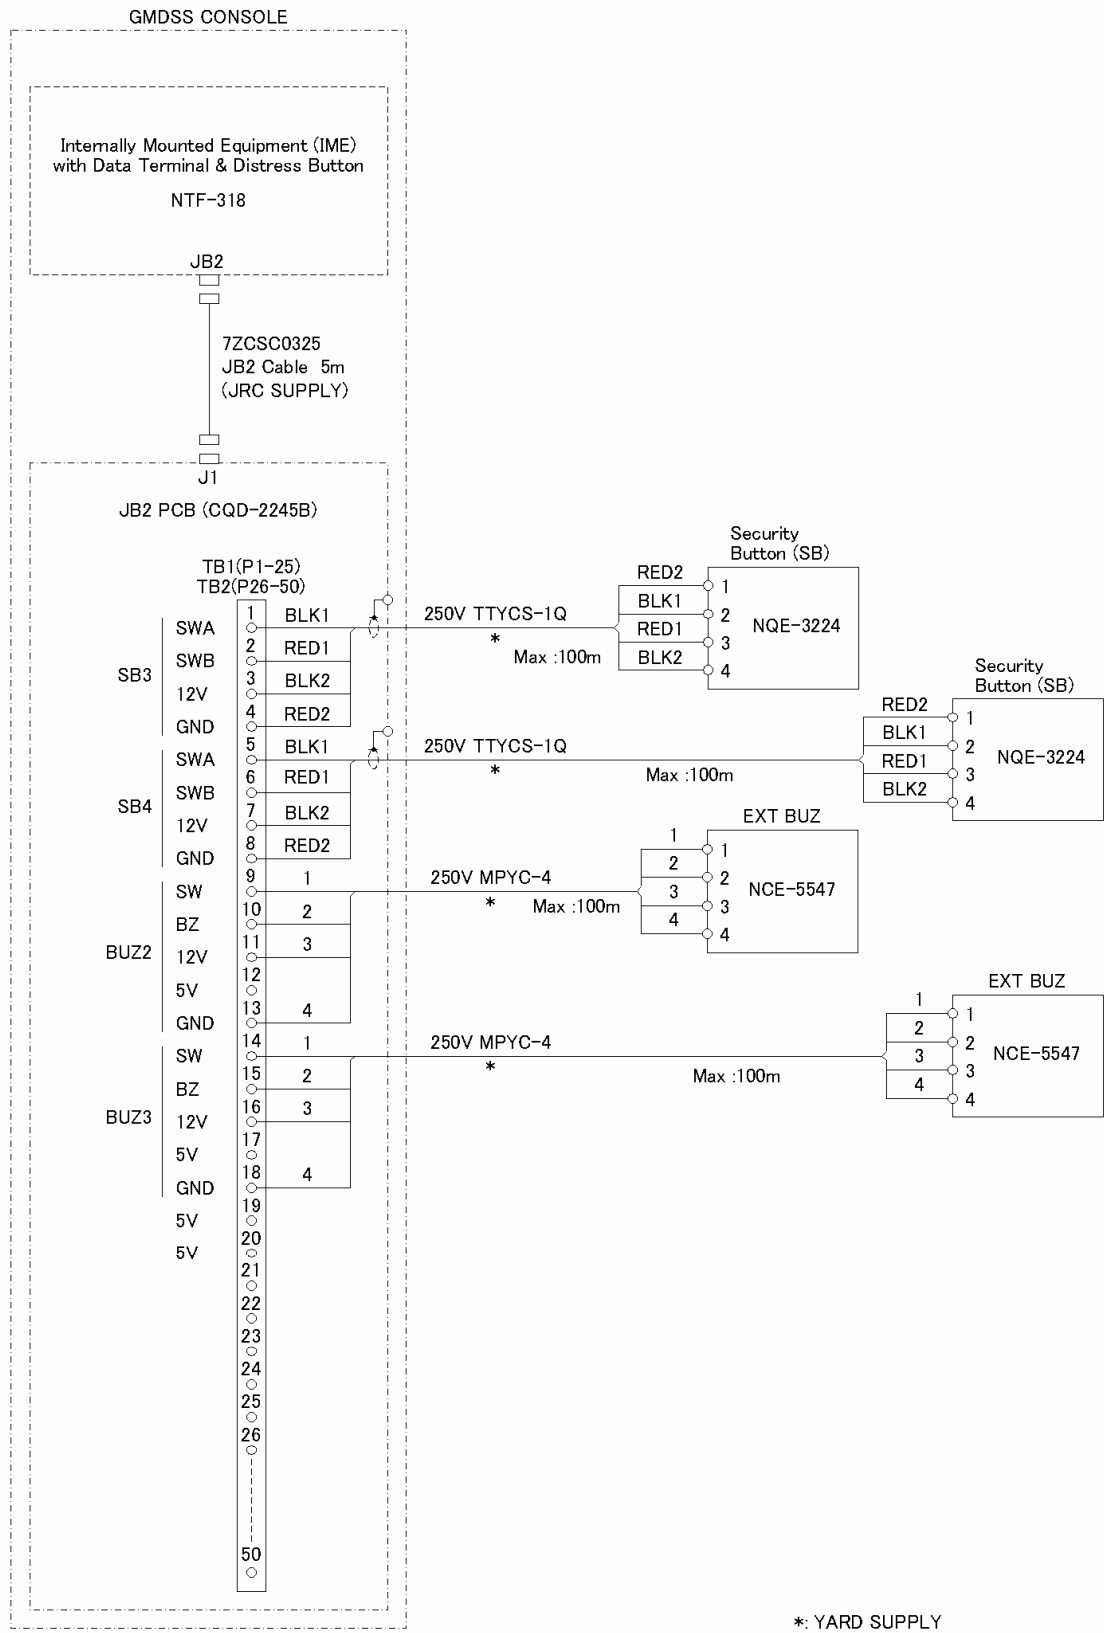 GMDSS CONSOLE
Internally Mounted Equipment (IME)
with Data Terminal & Distress Button
NTF-318
JB2
7ZCSC0325
JB2 Cable 5m
(JRC SUPPLY)
J1
JB2 PCB (CQD-2245B)
TB1(P1-25)
TB2(P26-50)
SB3
SWA 1 BLK1
SWB 2 RED1
12V 3 BLK2
GND 4 RED2
250V TTYCS-1Q
*
Max :100m
Security
Button (SB)
RED2 1
BLK1 2
RED1 3
BLK2 4
NQE-3224
SB4
SWA 5 BLK1
SWB 6 RED1
12V 7 BLK2
GND 8 RED2
250V TTYCS-1Q
*
Max :100m
Security
Button (SB)
RED2 1
BLK1 2
RED1 3
BLK2 4
NQE-3224
BUZ2
SW 9 1
BZ 10 2
12V 11 3
5V 12
GND 13 4
250V MPYC-4
*
Max :100m
EXT BUZ
1 1
2 2
3 3
4 4
NCE-5547
BUZ3
SW 14 1
BZ 15 2
12V 16 3
5V 17
GND 18 4
250V MPYC-4
*
Max :100m
EXT BUZ
1 1
2 2
3 3
4 4
NCE-5547
5V 19
5V 20
21
22
23
24
25
26
50
*: YARD SUPPLY